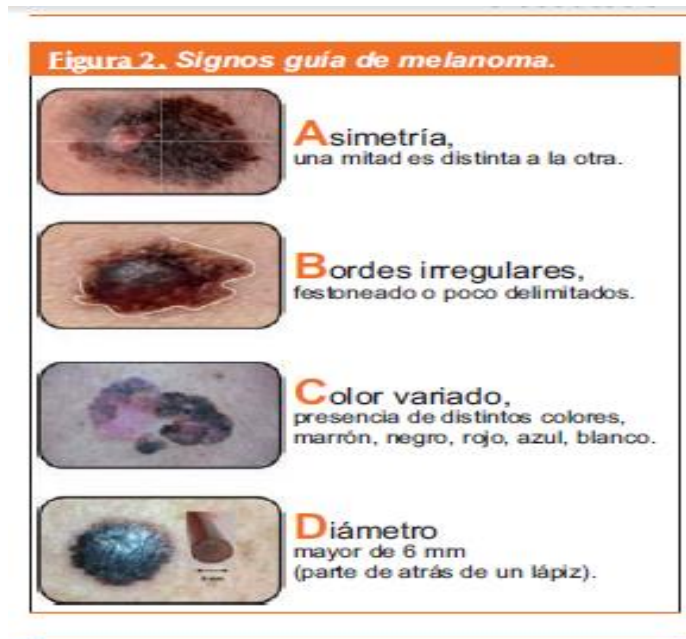 Figura 2. Signos guía de melanoma.
Asimetría,
una mitad es distinta a la otra.
Bordes irregulares,
festoneado o poco delimitados.
Color variado,
presencia de distintos colores,
marrón, negro, rojo, azul, blanco.
Diámetro
mayor de 6 mm
(parte de atrás de un lápiz).